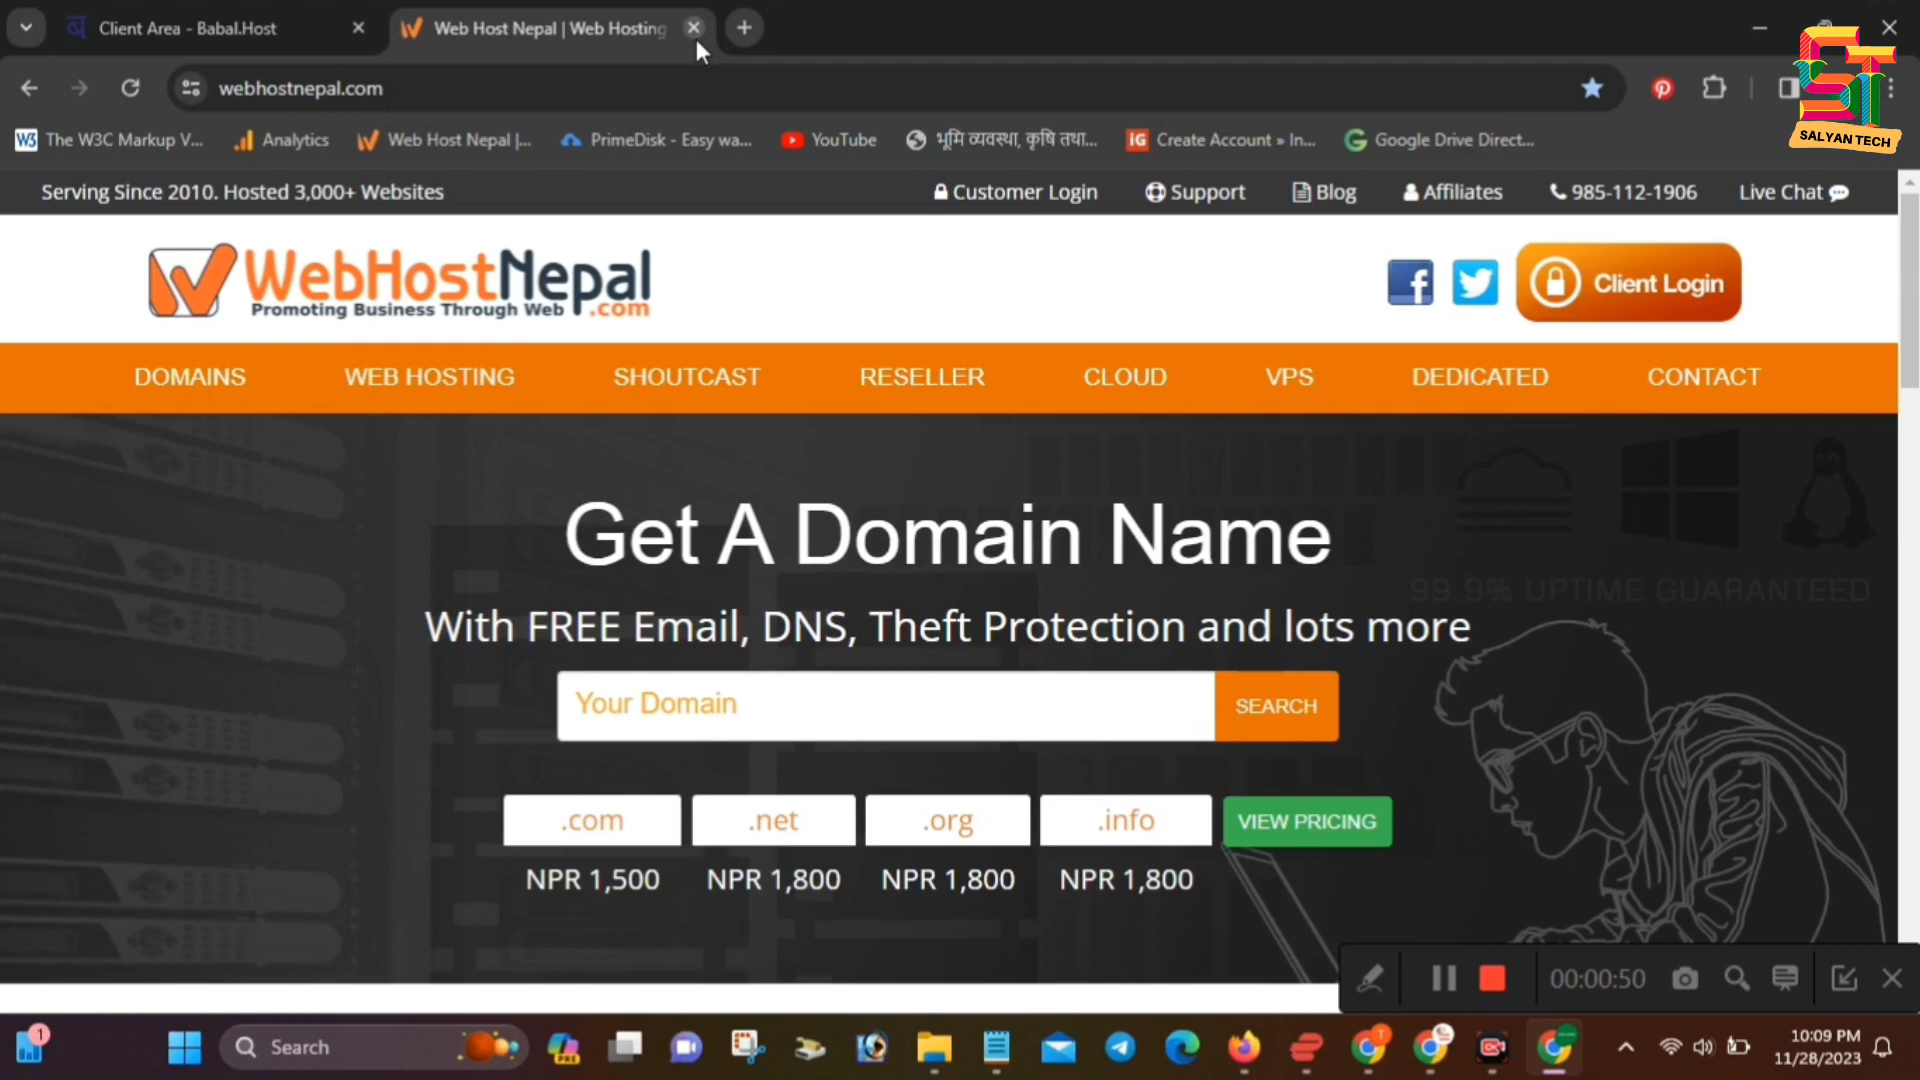 Client Area - Babal.Host
Web Host Nepal | Web Hosting
webhostnepal.com
The W3C Markup V...
Analytics
Web Host Nepal |...
PrimeDisk - Easy wa...
YouTube
भूमि व्यवस्था, कृषि तथा...
iG Create Account » In...
Google Drive Direct...
ST
SALYAN TECH
Serving Since 2010. Hosted 3,000+ Websites
Customer Login
Support
Blog
Affiliates
985-112-1906
Live Chat
WebHostNepal
Promoting Business Through Web .com
Client Login
DOMAINS WEB HOSTING SHOUTCAST RESELLER CLOUD VPS DEDICATED CONTACT
Get A Domain Name
99.9% UPTIME GUARANTEED
With FREE Email, DNS, Theft Protection and lots more
Your Domain
SEARCH
.com .net .org .info VIEW PRICING
NPR 1,500 NPR 1,800 NPR 1,800 NPR 1,800
00:00:50
1
Search
PRE
10:09 PM
11/28/2023